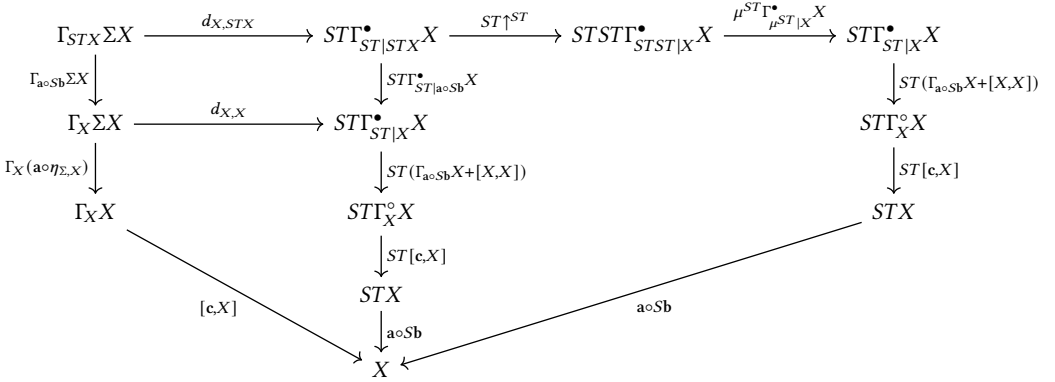 d_{X,STX} ST↑^{ST} μ^{ST}Γ^•_{μ^{ST}|X}X
Γ_{STX}ΣX STΓ^•_{ST|STX}X STSTΓ^•_{STST|X}X STΓ^•_{ST|X}X
Γ_{a∘Sb}ΣX STΓ^•_{ST|a∘Sb}X ST(Γ_{a∘Sb}X+[X,X])
d_{X,X}
Γ_XΣX STΓ^•_{ST|X}X STΓ^∘_XX
Γ_X(a∘η_{Σ,X}) ST(Γ_{a∘Sb}X+[X,X]) ST[c,X]
Γ_XX STΓ^∘_XX STX
ST[c,X]
STX
[c,X] a∘Sb a∘Sb
X